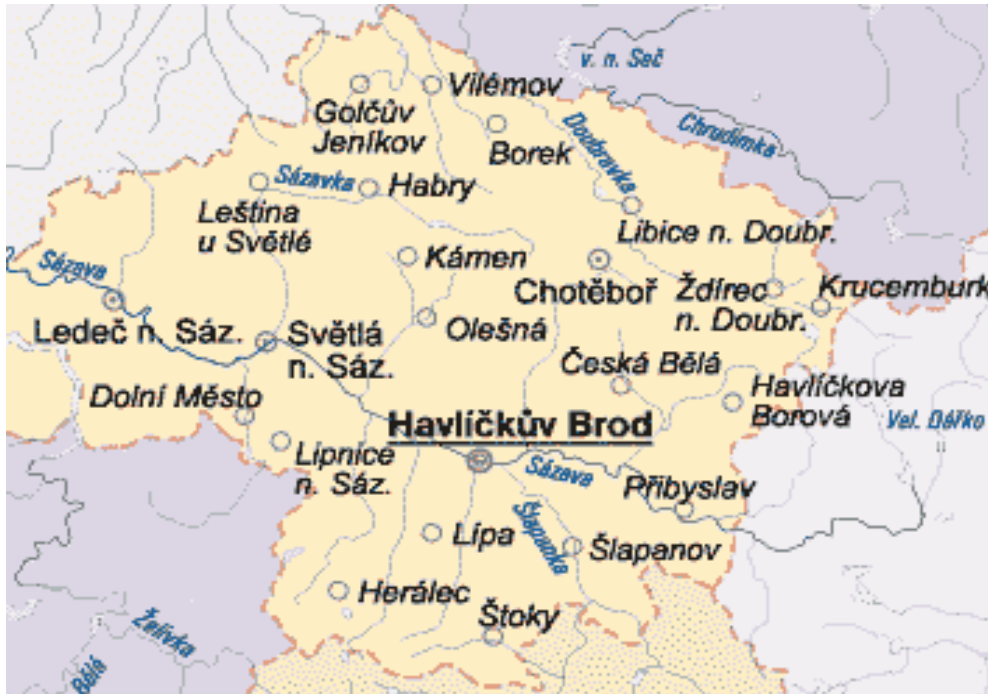 v. n. Seč
Vilémov
Golčův
Jeníkov
Borek
Doubravka
Chrudimka
Sázavka
Habry
Leština
u Světlé
Libice n. Doubr.
Kámen
Sázava
Chotěboř
Ždírec
n. Doubr.
Krucemburk
Ledeč n. Sáz.
Světlá
n. Sáz.
Olešná
Česká Bělá
Dolní Město
Havlíčkova
Borová
Vel. Dářko
Havlíčkův Brod
Lipnice
n. Sáz.
Sázava
Přibyslav
Lípa
Šlapanka
Šlapanov
Herálec
Štoky
Želivka
Bělá